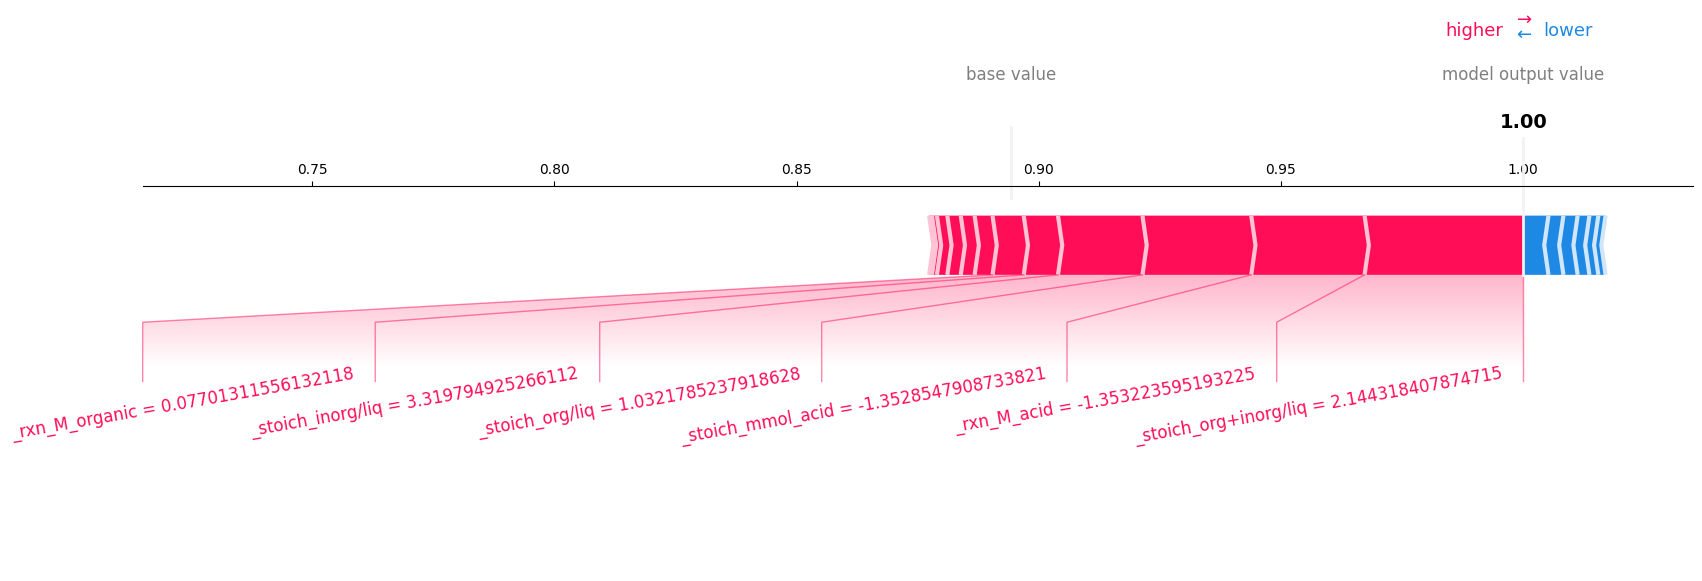 higher → ← lower
base value model output value
1.00
0.75 0.80 0.85 0.90 0.95 1.00
_rxn_M_organic = 0.07701311556132118
_stoich_inorg/liq = 3.319794925266112
_stoich_org/liq = 1.0321785237918628
_stoich_mmol_acid = -1.3528547908733821
_rxn_M_acid = -1.353223595193225
_stoich_org+inorg/liq = 2.144318407874715